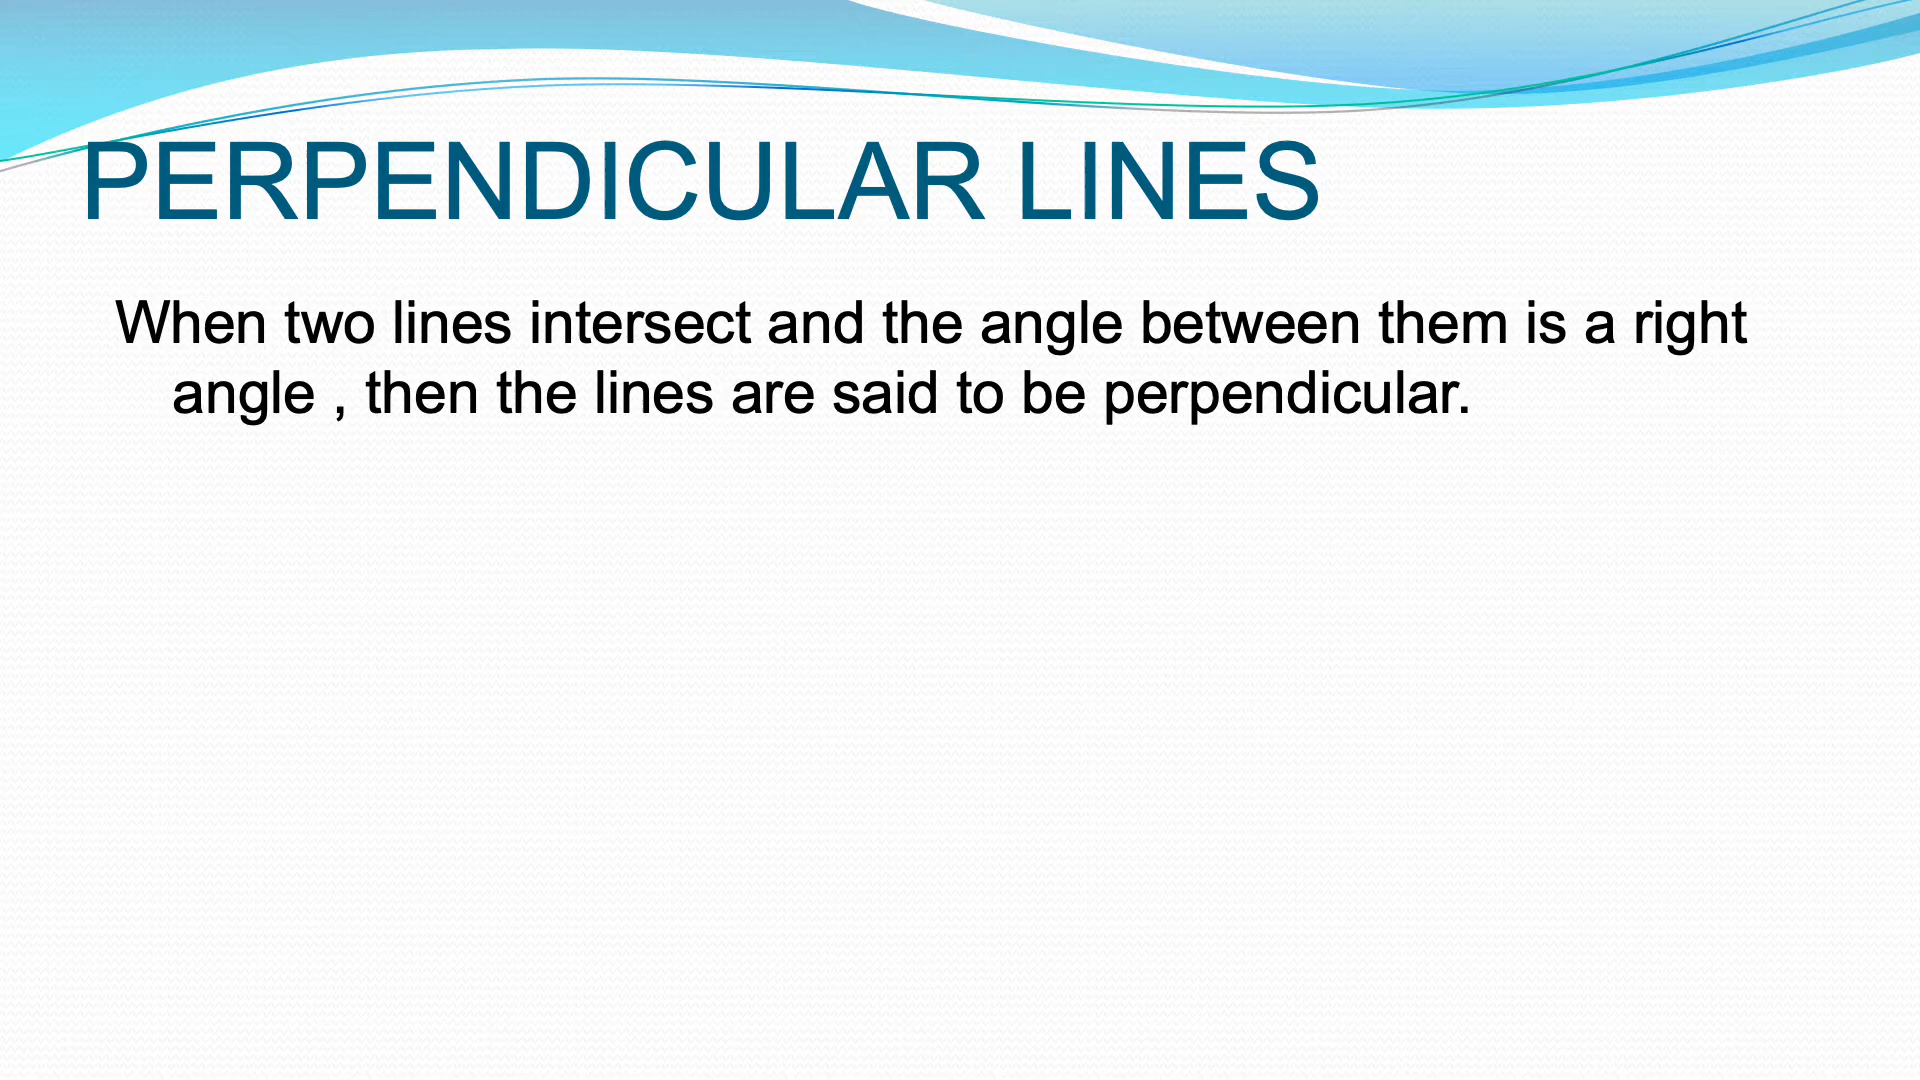 PERPENDICULAR LINES
When two lines intersect and the angle between them is a right
angle , then the lines are said to be perpendicular.